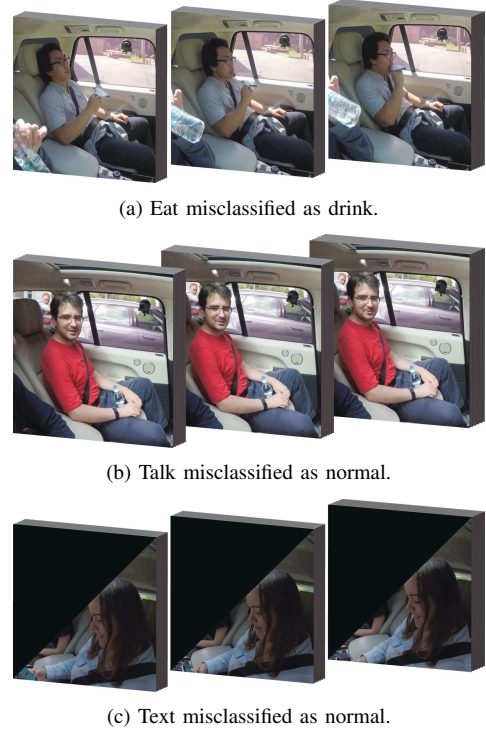 (a) Eat misclassified as drink.
(b) Talk misclassified as normal.
(c) Text misclassified as normal.